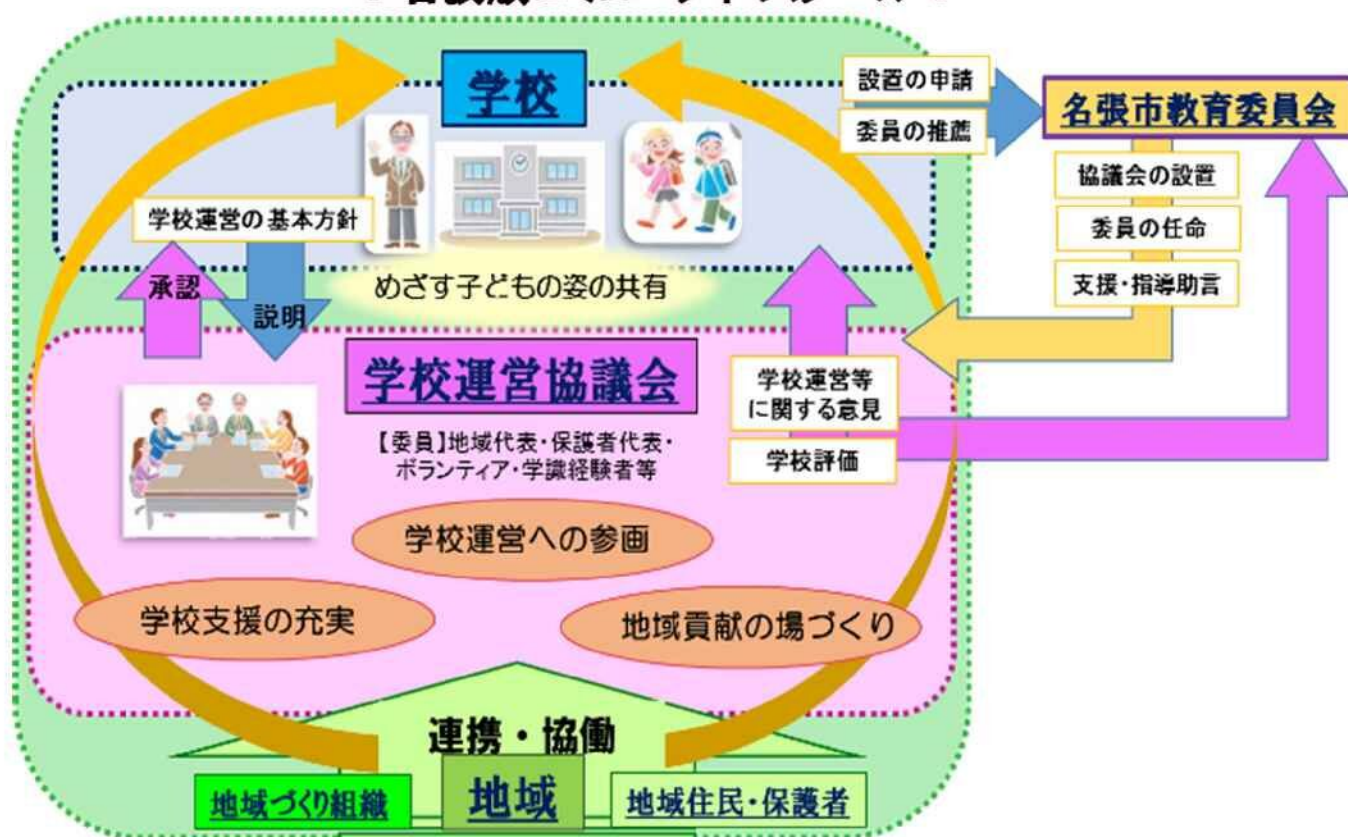 学校
設置の申請
委員の推薦
名張市教育委員会
協議会の設置
委員の任命
支援・指導助言
学校運営の基本方針
承認
説明
めざす子どもの姿の共有
学校運営協議会
【委員】地域代表・保護者代表・
ボランティア・学識経験者等
学校運営等
に関する意見
学校評価
学校運営への参画
学校支援の充実
地域貢献の場づくり
連携・協働
地域づくり組織
地域
地域住民・保護者